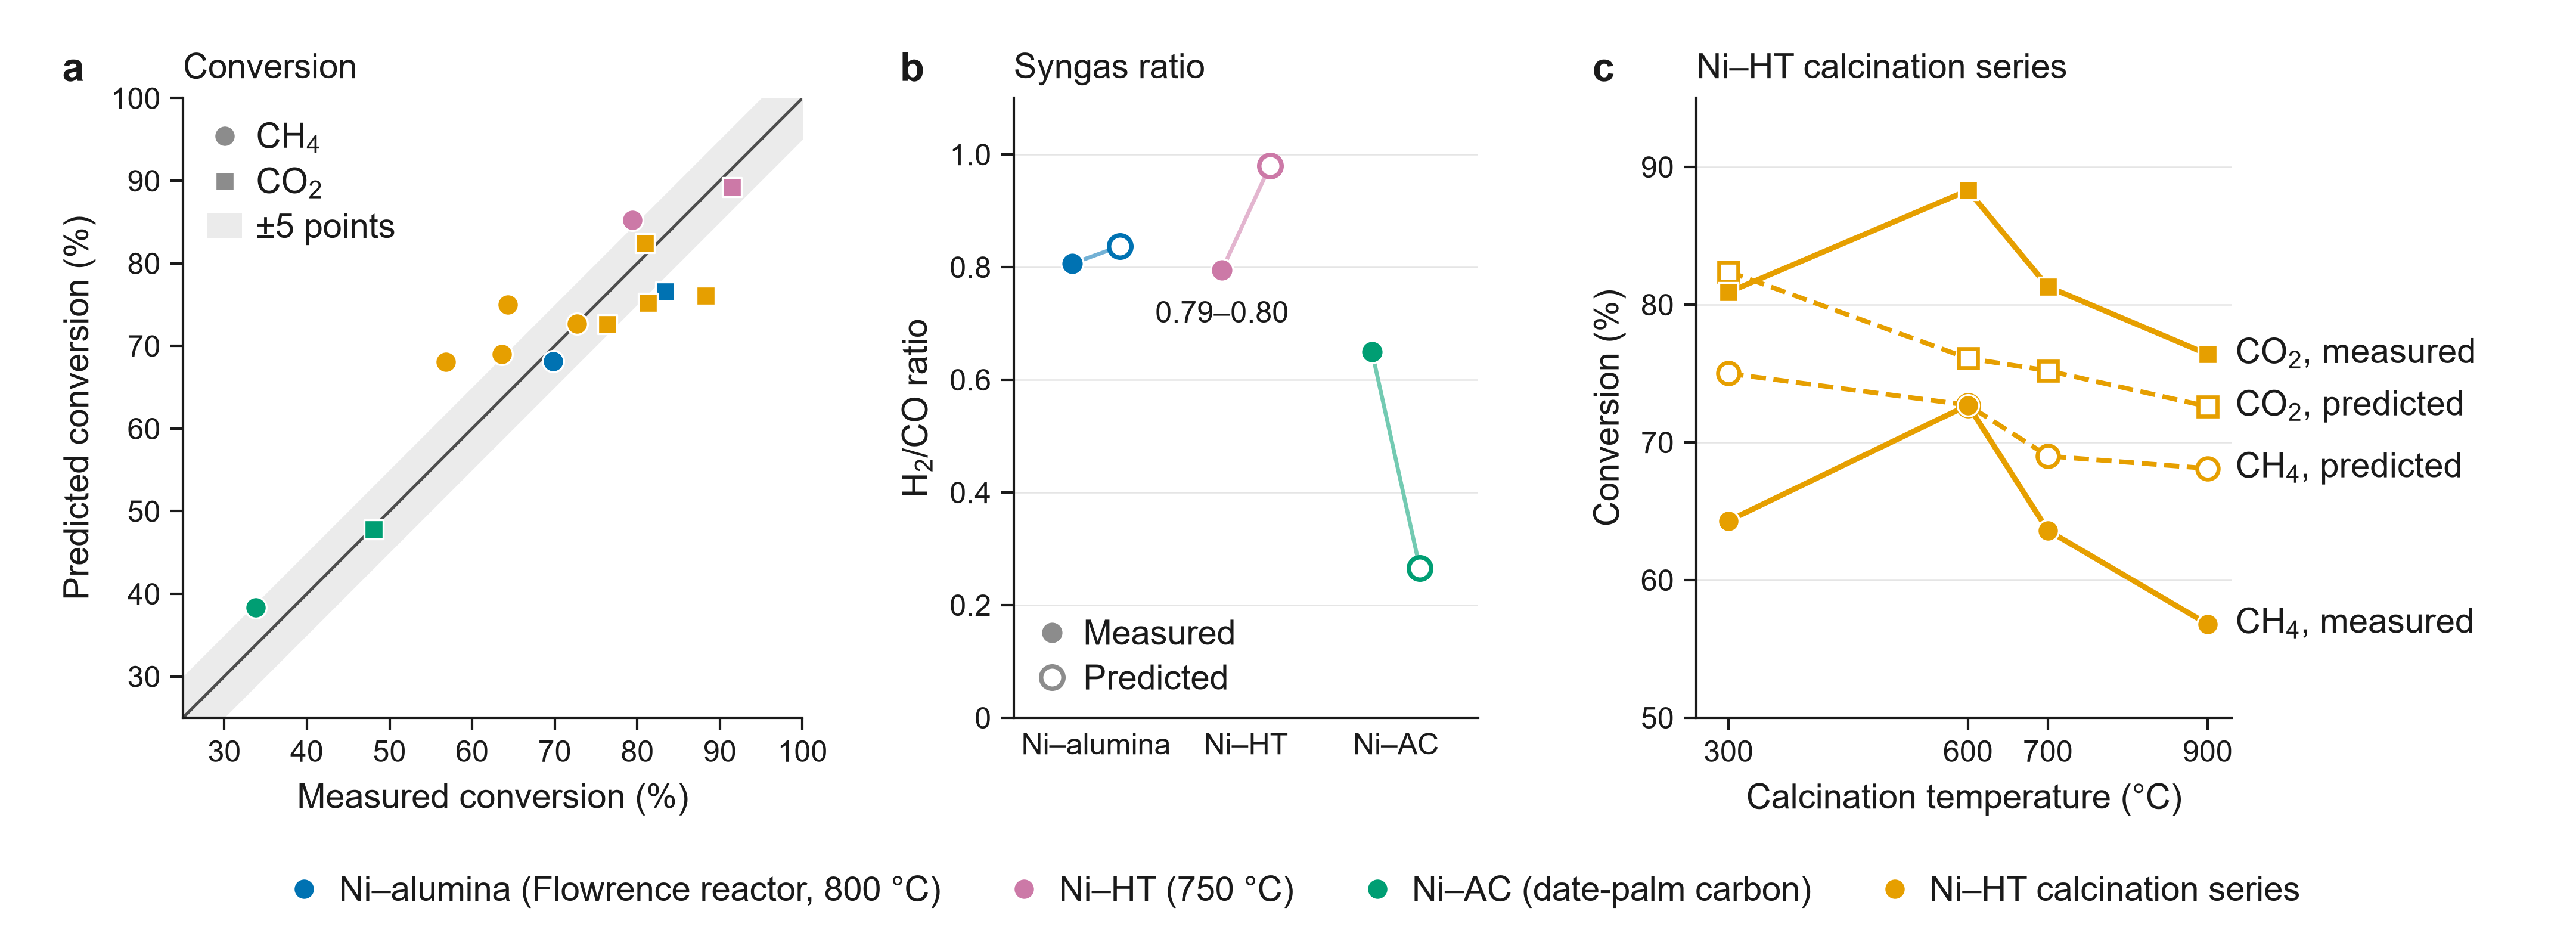 a Conversion
CH₄
CO₂
±5 points
100
90
80
70
60
50
40
30
Predicted conversion (%)
30 40 50 60 70 80 90 100
Measured conversion (%)
b Syngas ratio
1.0
0.8
0.6
0.4
0.2
0
H₂/CO ratio
0.79–0.80
Measured
Predicted
Ni–alumina Ni–HT Ni–AC
c Ni–HT calcination series
90
80
70
60
50
Conversion (%)
CO₂, measured
CO₂, predicted
CH₄, predicted
CH₄, measured
300 600 700 900
Calcination temperature (°C)
Ni–alumina (Flowrence reactor, 800 °C) Ni–HT (750 °C) Ni–AC (date-palm carbon) Ni–HT calcination series